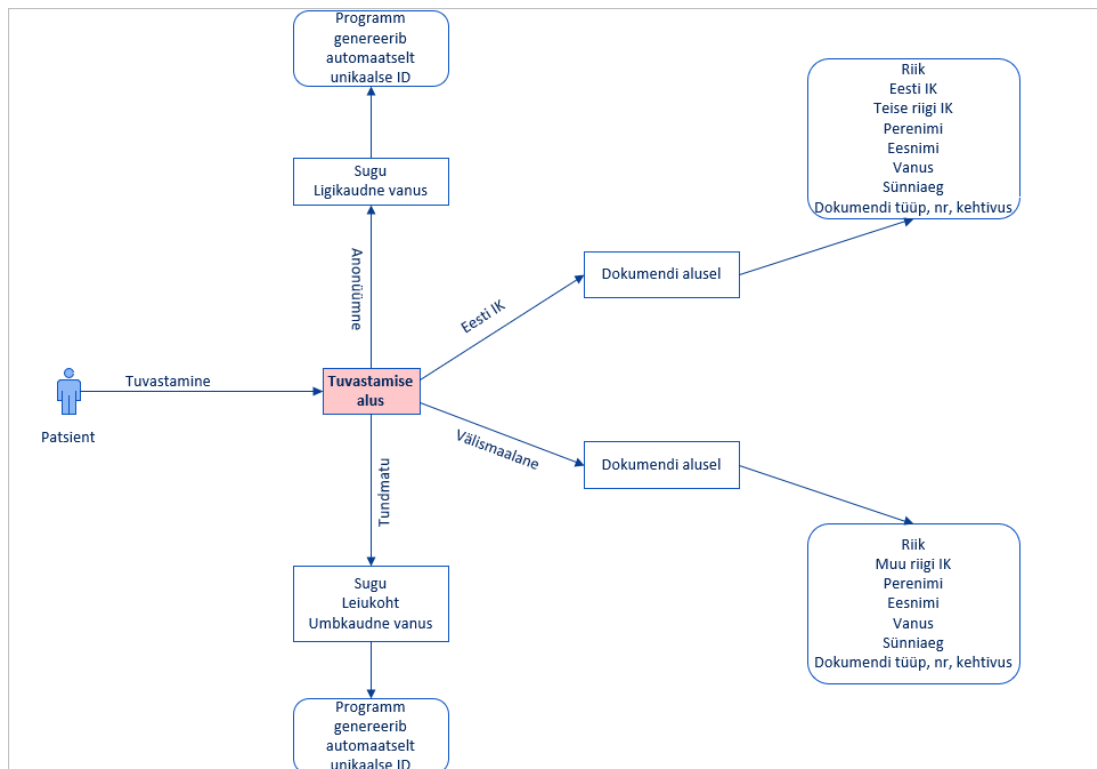 Programm
genereerib
automaatselt
unikaalse ID
Sugu
Ligikaudne vanus
Anonüümne
Riik
Eesti IK
Teise riigi IK
Perenimi
Eesnimi
Vanus
Sünniaeg
Dokumendi tüüp, nr, kehtivus
Dokumendi alusel
Eesti IK
Patsient
Tuvastamine
Tuvastamise
alus
Välismaalane
Dokumendi alusel
Tundmatu
Riik
Muu riigi IK
Perenimi
Eesnimi
Vanus
Sünniaeg
Dokumendi tüüp, nr, kehtivus
Sugu
Leiukoht
Umbkaudne vanus
Programm
genereerib
automaatselt
unikaalse ID